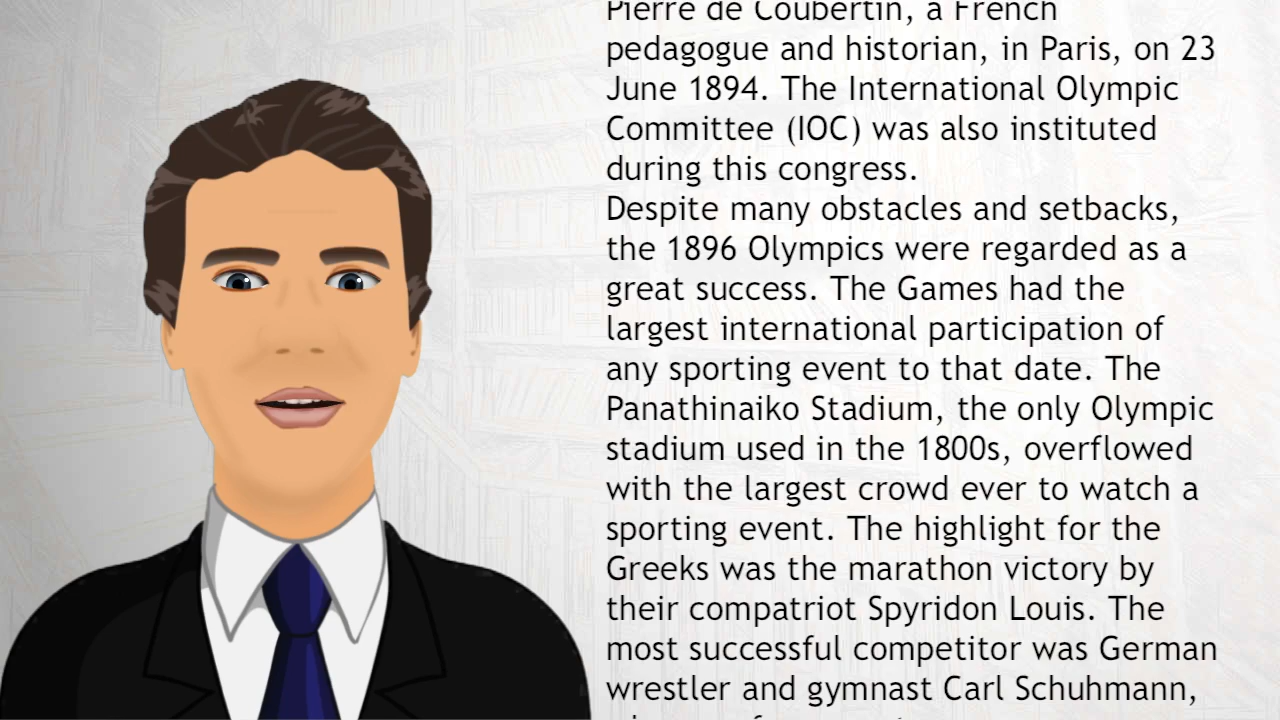 Pierre de Coubertin, a French
pedagogue and historian, in Paris, on 23
June 1894. The International Olympic
Committee (IOC) was also instituted
during this congress.
Despite many obstacles and setbacks,
the 1896 Olympics were regarded as a
great success. The Games had the
largest international participation of
any sporting event to that date. The
Panathinaiko Stadium, the only Olympic
stadium used in the 1800s, overflowed
with the largest crowd ever to watch a
sporting event. The highlight for the
Greeks was the marathon victory by
their compatriot Spyridon Louis. The
most successful competitor was German
wrestler and gymnast Carl Schuhmann,